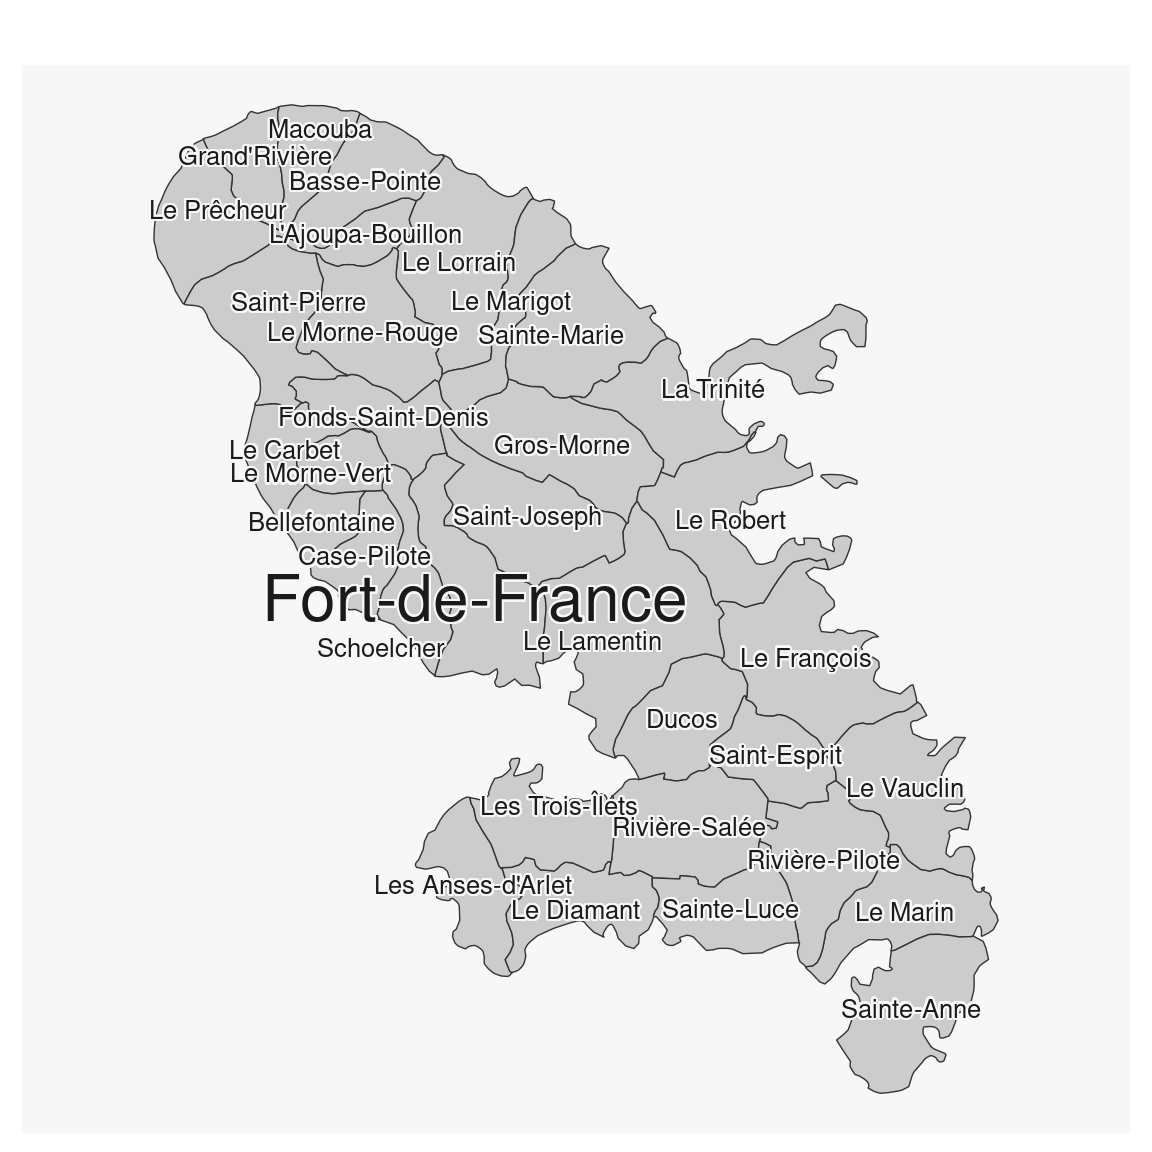 Macouba
Grand'Rivière
Basse-Pointe
Le Prêcheur
L'Ajoupa-Bouillon
Le Lorrain
Saint-Pierre
Le Marigot
Le Morne-Rouge
Sainte-Marie
La Trinité
Fonds-Saint-Denis
Gros-Morne
Le Carbet
Le Morne-Vert
Bellefontaine
Saint-Joseph
Le Robert
Case-Pilote
Fort-de-France
Le Lamentin
Schoelcher
Le François
Ducos
Saint-Esprit
Le Vauclin
Les Trois-Îlets
Rivière-Salée
Rivière-Pilote
Les Anses-d'Arlet
Le Diamant
Sainte-Luce
Le Marin
Sainte-Anne